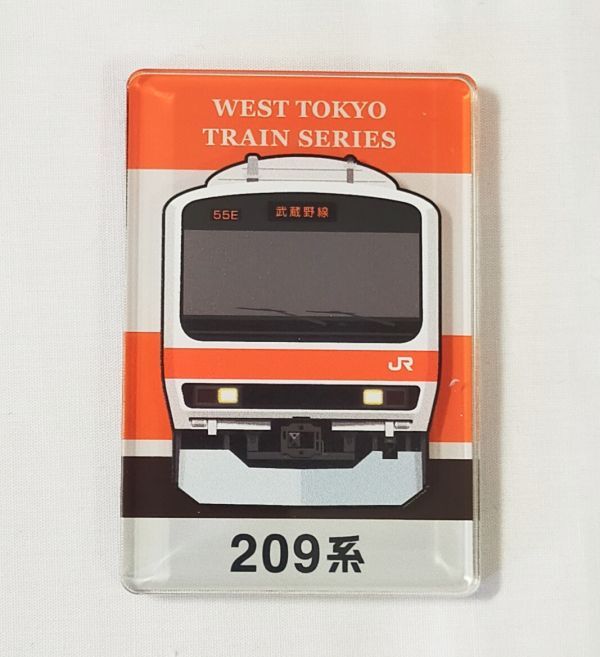 WEST TOKYO
TRAIN SERIES
55E 武蔵野線
JR
209系